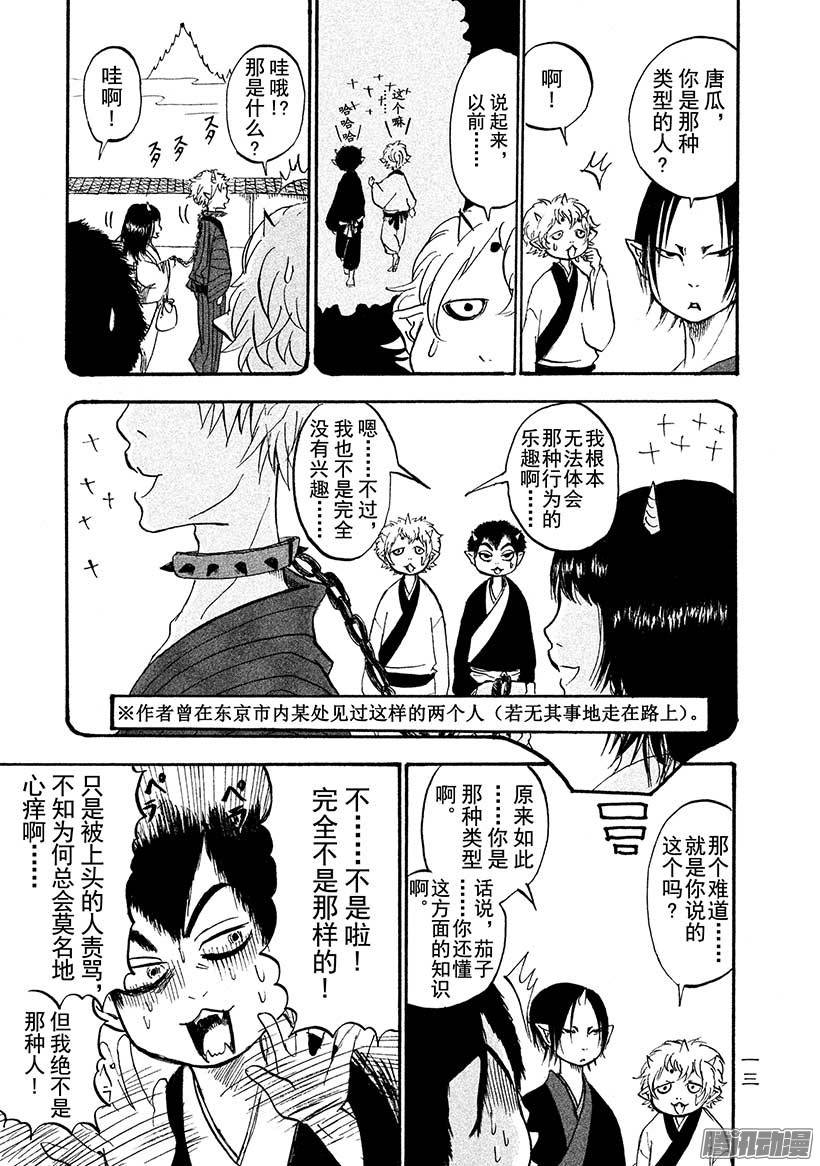 唐瓜，
你是那种
类型的人？
啊！
说起来，
以前……
这个嘛
……
哈哈哈
哇哦!?
那是什么？
哇啊！
タタ
タタ
我根本
无法体会
那种行为的
乐趣啊……
嗯……不过，
我也不是完全
没有兴趣……
※作者曾在东京市内某处见过这样的两个人（若无其事地走在路上）。
那个难道……
就是你说的
这个吗？
原来如此
……你是
那种类型
啊。
话说，茄子
……你还懂
这方面的知识
啊。
不……不是啦！
完全不是那样的！
ペラ
ペラ
只是被上头的人责骂，
不知为何总会莫名地
心痒啊……
但我绝不是
那种人！
一三
腾讯动漫